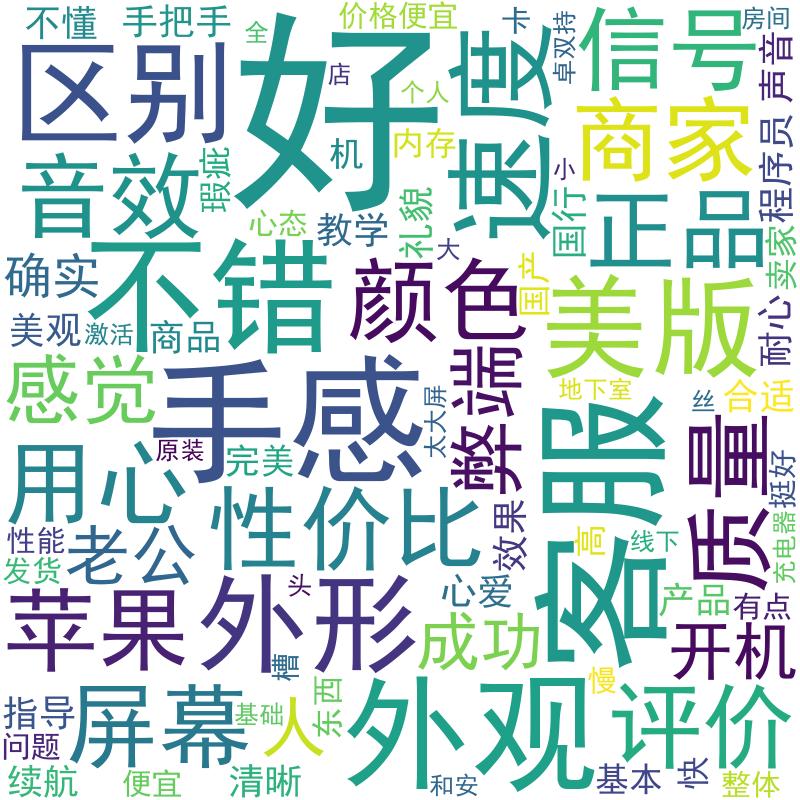 不懂
手把手
全
价格便宜
卡
卓双持
信号
房间
区别
好
店
速度
声音
个人
机
内存
商家
程序员
音效
瑕疵
小
心态
教学
礼貌
大
国行
正品
卖家
不错
确实
颜色
国产
美版
耐心
美观
激活
商品
感觉
手感
弊端
太大屏
地下室
丝
合适
原装
完美
客服
质量
挺好
用心
性价比
效果
高
线下
充电器
性能
老公
发货
头
心爱
产品
有点
苹果
外形
成功
开机
槽
慢
指导
屏幕
基础
人
东西
外观
评价
问题
续航
便宜
清晰
和安
基本
快
整体